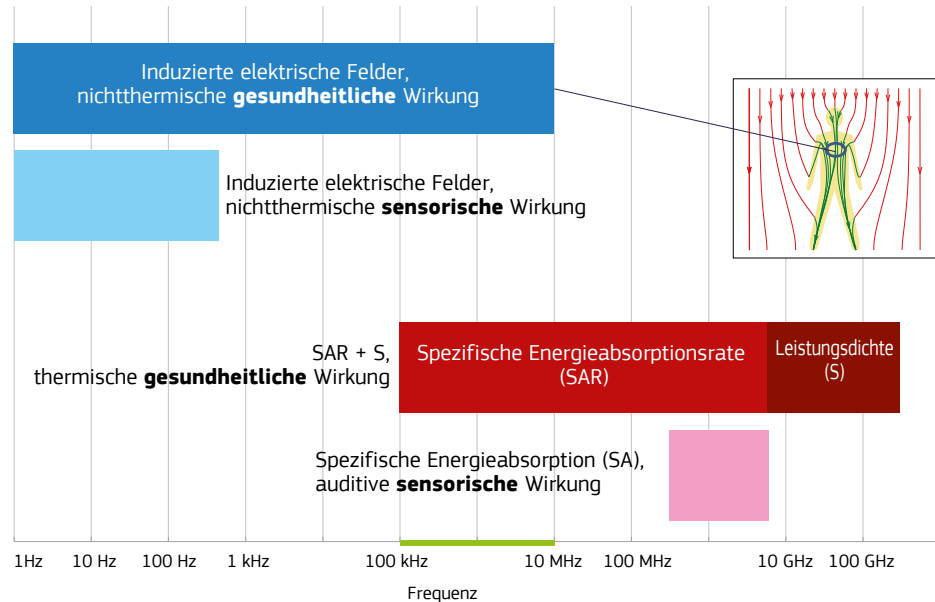 Induzierte elektrische Felder,
nichtthermische gesundheitliche Wirkung
Induzierte elektrische Felder,
nichtthermische sensorische Wirkung
SAR + S,
thermische gesundheitliche Wirkung
Spezifische Energieabsorptionsrate
(SAR)
Leistungsdichte
(S)
Spezifische Energieabsorption (SA),
auditive sensorische Wirkung
1Hz 10 Hz 100 Hz 1 kHz 100 kHz 10 MHz 100 MHz 10 GHz 100 GHz
Frequenz